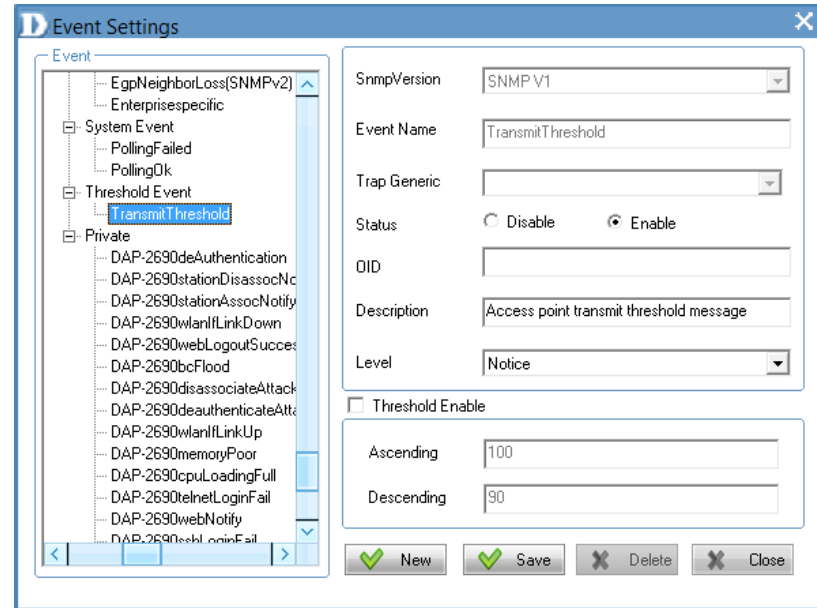 D Event Settings
Event
EgpNeighborLoss(SNMPv2)
Enterprisespecific
System Event
PollingFailed
PollingOk
Threshold Event
TransmitThreshold
Private
DAP-2690deAuthentication
DAP-2690stationDisassocNo
DAP-2690stationAssocNotify
DAP-2690wlanIfLinkDown
DAP-2690webLogoutSucces
DAP-2690bcFlood
DAP-2690disassociateAttack
DAP-2690deauthenticateAtta
DAP-2690wlanIfLinkUp
DAP-2690memoryPoor
DAP-2690cpuLoadingFull
DAP-2690telnetLoginFail
DAP-2690webNotify
DAP-2690sshLoginFail
SnmpVersion
SNMP V1
Event Name
TransmitThreshold
Trap Generic
Status
Disable
Enable
OID
Description
Access point transmit threshold message
Level
Notice
Threshold Enable
Ascending
100
Descending
90
New
Save
Delete
Close